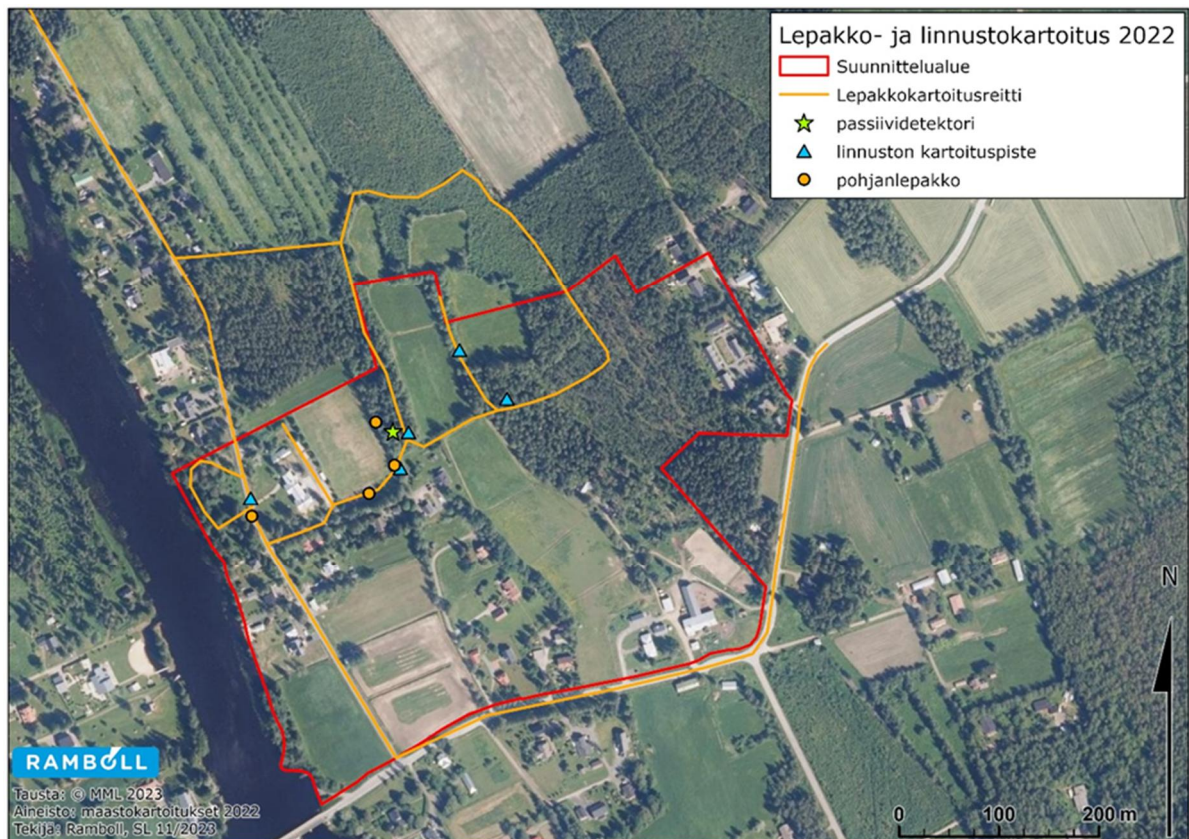 Lepakko- ja linnustokartoitus 2022
Suunnittelualue
Lepakkokartoitusreitti
passiividetektori
linnuston kartoituspiste
pohjanlepakko
N
RAMBOLL
Tausta: © MML 2023
Aineisto: maastokartoitukset 2022
Tekijä: Ramboll, SL 11/2023
0 100 200 m